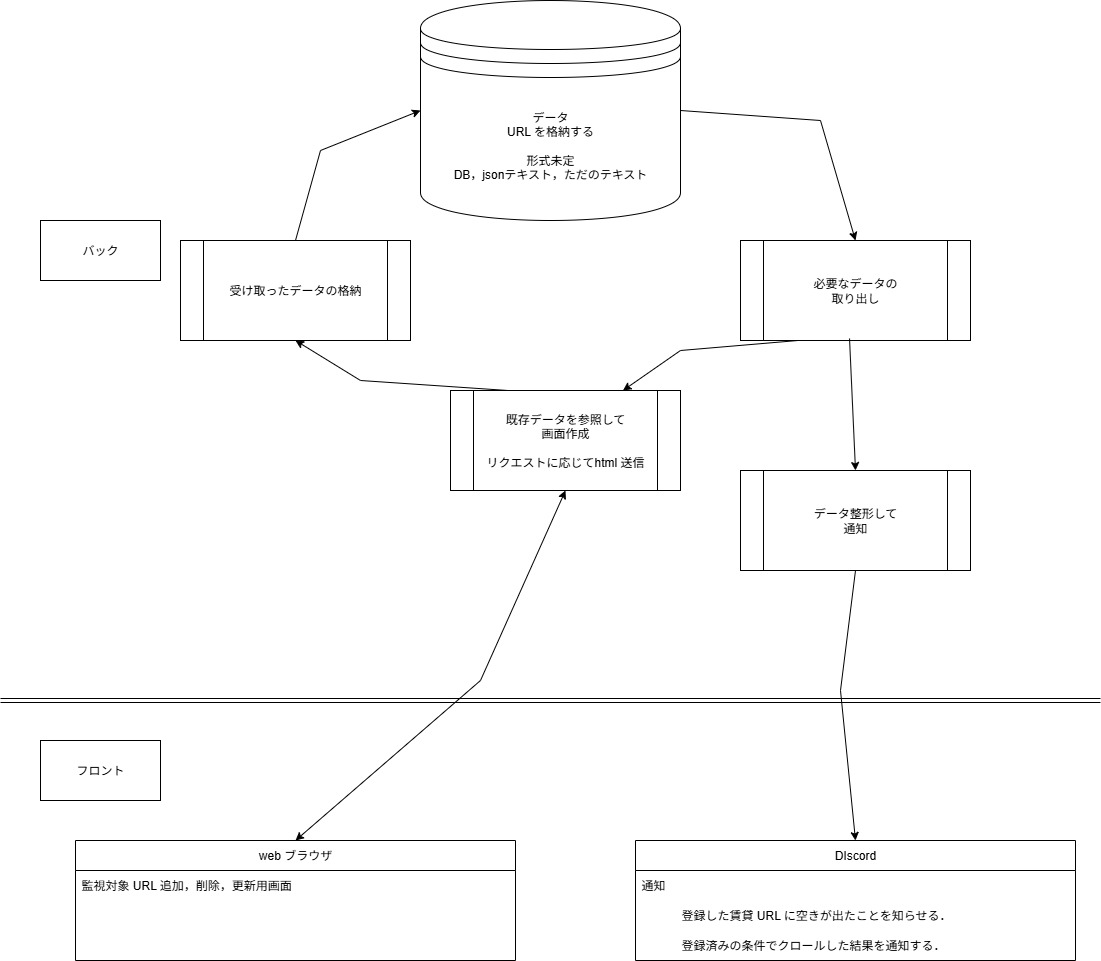 データ
URL を格納する
形式未定
DB，jsonテキスト，ただのテキスト
バック
受け取ったデータの格納
必要なデータの
取り出し
既存データを参照して
画面作成
リクエストに応じてhtml 送信
データ整形して
通知
フロント
web ブラウザ
監視対象 URL 追加，削除，更新用画面
DIscord
通知
登録した賃貸 URL に空きが出たことを知らせる．
登録済みの条件でクロールした結果を通知する．